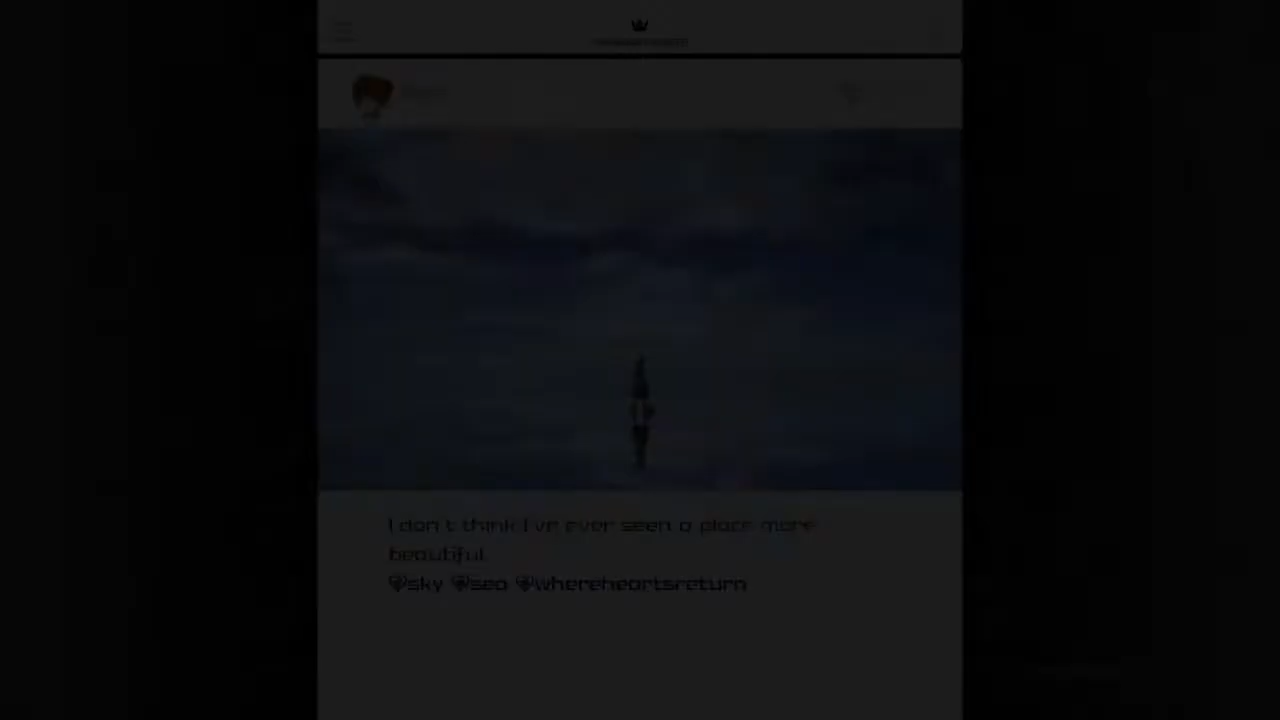 I don't think I've ever seen a place more
beautiful.
sky sea whereheartsreturn